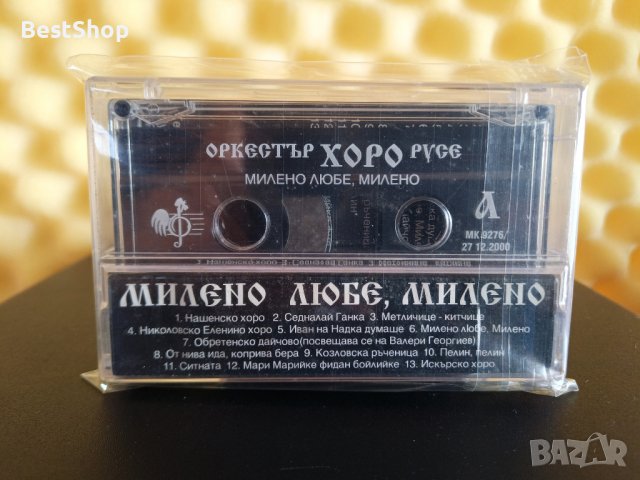 BestShop
BestShop
ОРКЕСТЪР ХОРО РУСЕ
МИЛЕНО ЛЮБЕ, МИЛЕНО
А
МК 9276/
27 12.2000
МИЛЕНО ЛЮБЕ, МИЛЕНО
1. Нашенско хоро 2. Седналай Ганка 3. Метличице - китчице
4. Николовско Еленино хоро 5. Иван на Надка думаше 6. Милено любе, Милено
7. Обретенско дайчово(посвещава се на Валери Георгиев)
8. От нива ида, коприва бера 9. Козловска ръченица 10. Пелин, пелин
11. Ситната 12. Мари Марийке фидан бойлийке 13. Искърско хоро
BAZAR